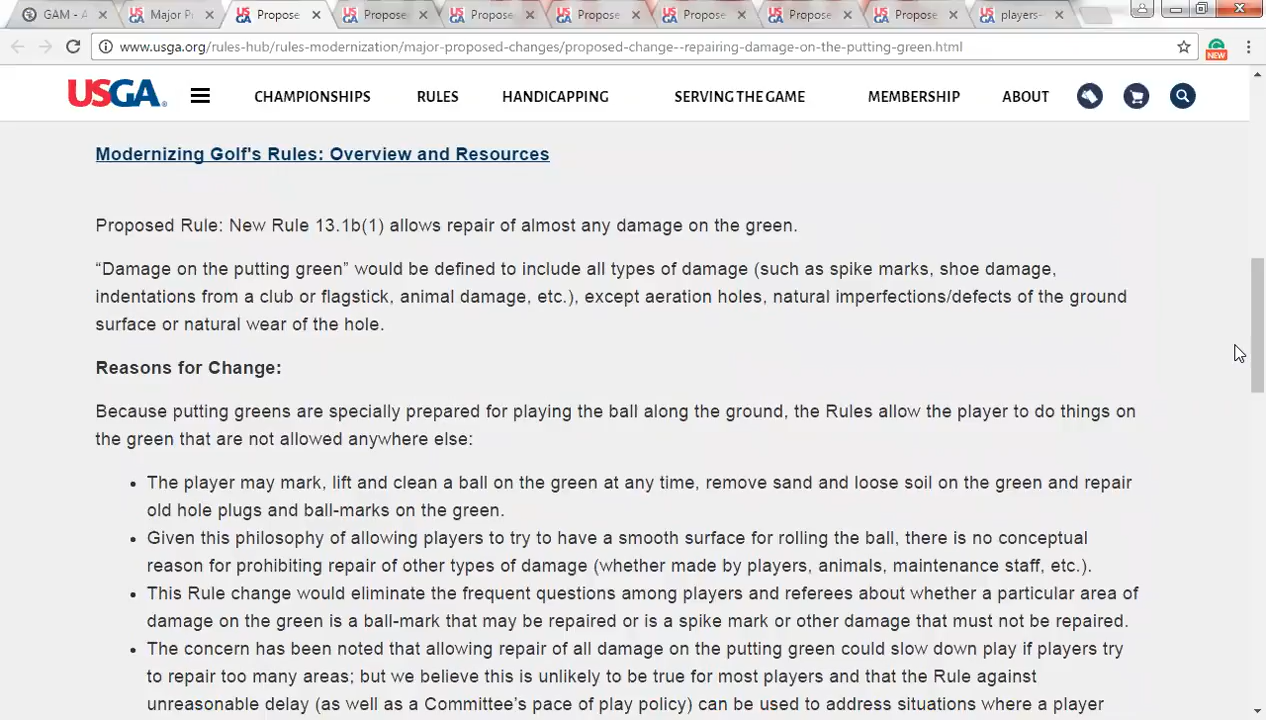 GAM - A
Major P
Propose
Propose
Propose
Propose
Propose
Propose
Propose
players-
www.usga.org/rules-hub/rules-modernization/major-proposed-changes/proposed-change--repairing-damage-on-the-putting-green.html
NEW
USGA
CHAMPIONSHIPS RULES HANDICAPPING SERVING THE GAME MEMBERSHIP ABOUT
Modernizing Golf's Rules: Overview and Resources
Proposed Rule: New Rule 13.1b(1) allows repair of almost any damage on the green.
“Damage on the putting green” would be defined to include all types of damage (such as spike marks, shoe damage,
indentations from a club or flagstick, animal damage, etc.), except aeration holes, natural imperfections/defects of the ground
surface or natural wear of the hole.
Reasons for Change:
Because putting greens are specially prepared for playing the ball along the ground, the Rules allow the player to do things on
the green that are not allowed anywhere else:
• The player may mark, lift and clean a ball on the green at any time, remove sand and loose soil on the green and repair
old hole plugs and ball-marks on the green.
• Given this philosophy of allowing players to try to have a smooth surface for rolling the ball, there is no conceptual
reason for prohibiting repair of other types of damage (whether made by players, animals, maintenance staff, etc.).
• This Rule change would eliminate the frequent questions among players and referees about whether a particular area of
damage on the green is a ball-mark that may be repaired or is a spike mark or other damage that must not be repaired.
• The concern has been noted that allowing repair of all damage on the putting green could slow down play if players try
to repair too many areas; but we believe this is unlikely to be true for most players and that the Rule against
unreasonable delay (as well as a Committee’s pace of play policy) can be used to address situations where a player